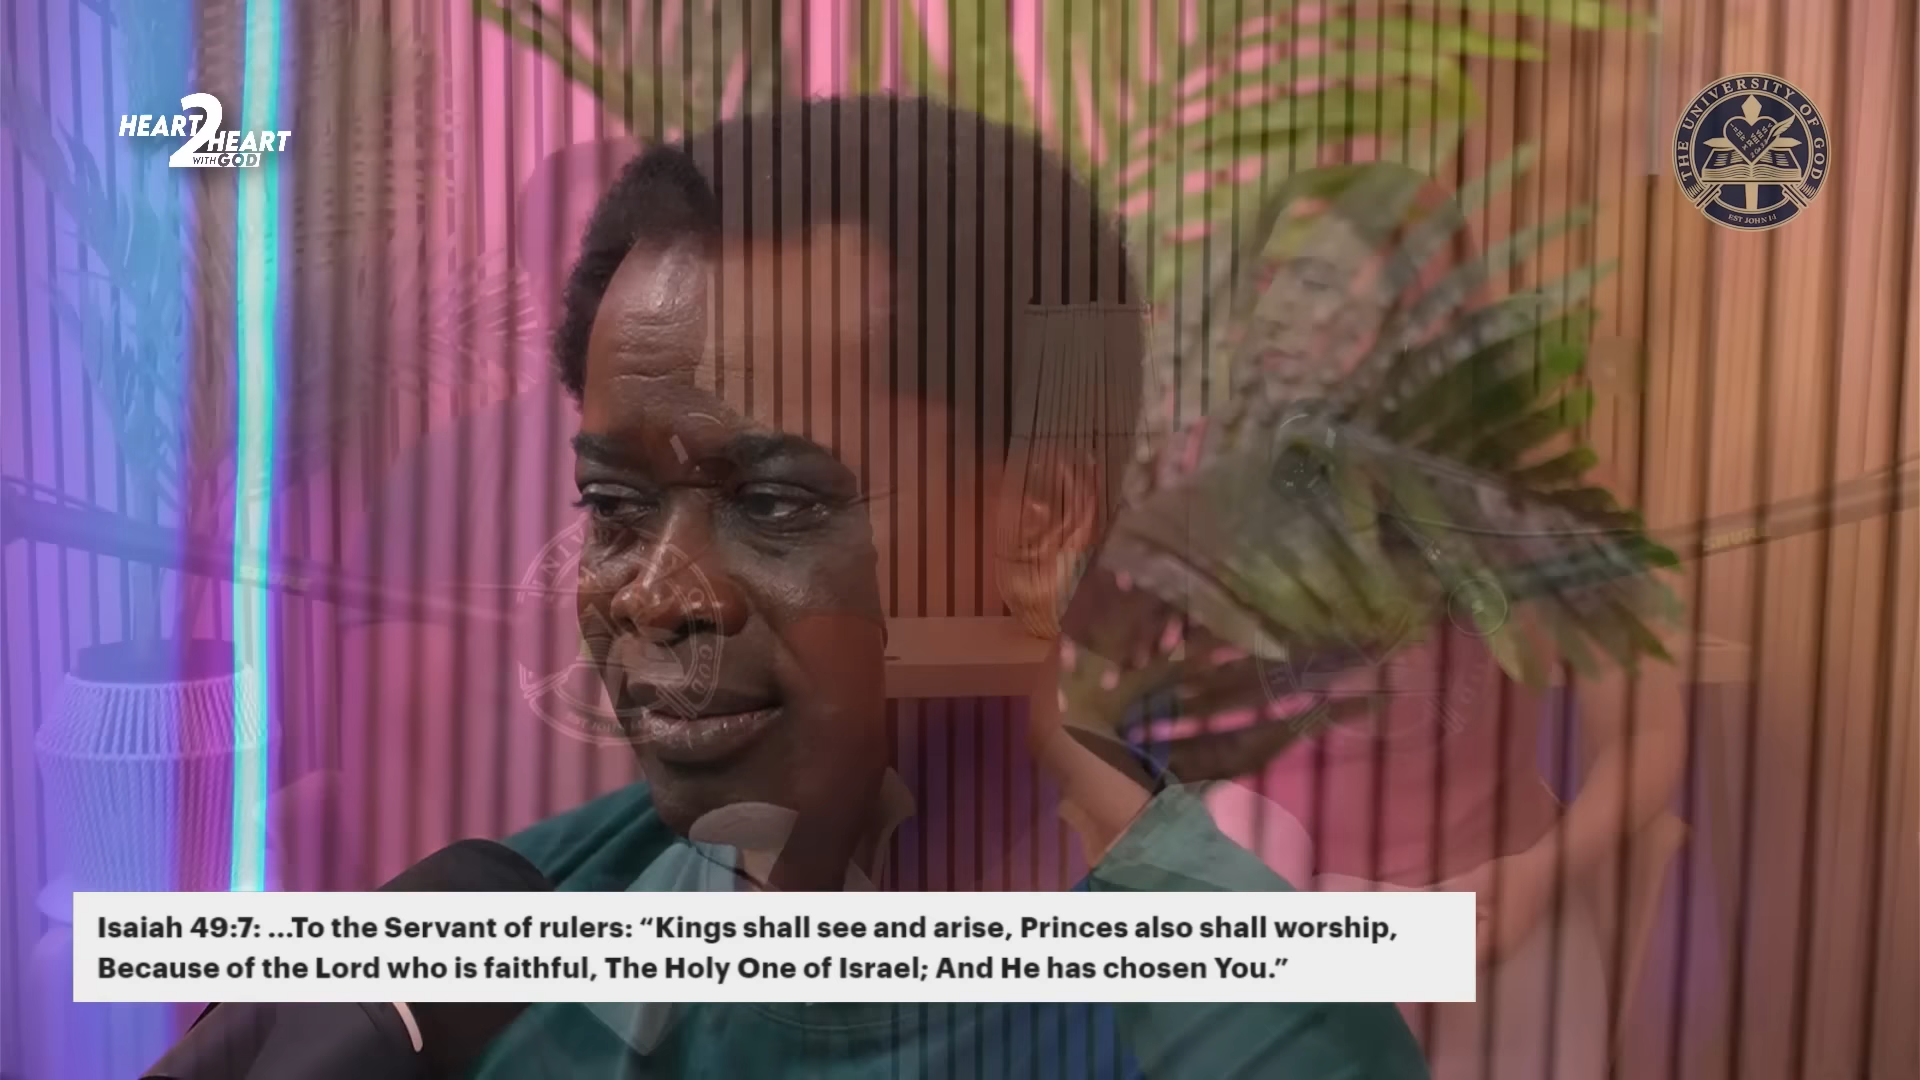 HEART
2
HEART
WITH GOD
THE UNIVERSITY OF GOD
EST JOHN 1:1
Isaiah 49:7: ...To the Servant of rulers: “Kings shall see and arise, Princes also shall worship,
Because of the Lord who is faithful, The Holy One of Israel; And He has chosen You.”